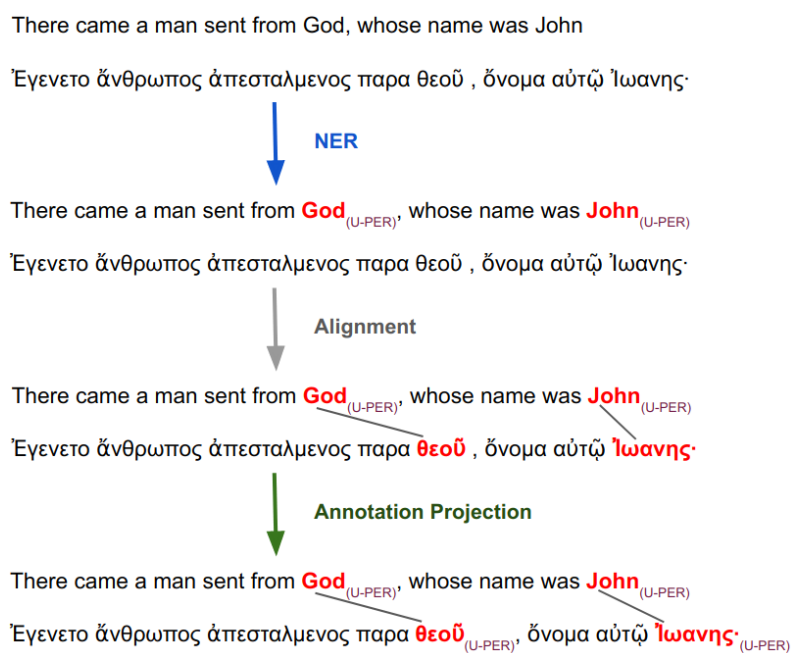 There came a man sent from God, whose name was John
Ἐγενετο ἄνθρωπος ἀπεσταλμενος παρα θεοῦ , ὄνομα αὐτῷ Ἰωανης·
NER
There came a man sent from God(U-PER), whose name was John(U-PER)
Ἐγενετο ἄνθρωπος ἀπεσταλμενος παρα θεοῦ , ὄνομα αὐτῷ Ἰωανης·
Alignment
There came a man sent from God(U-PER), whose name was John(U-PER)
Ἐγενετο ἄνθρωπος ἀπεσταλμενος παρα θεοῦ , ὄνομα αὐτῷ Ἰωανης·
Annotation Projection
There came a man sent from God(U-PER), whose name was John(U-PER)
Ἐγενετο ἄνθρωπος ἀπεσταλμενος παρα θεοῦ(U-PER), ὄνομα αὐτῷ Ἰωανης·(U-PER)